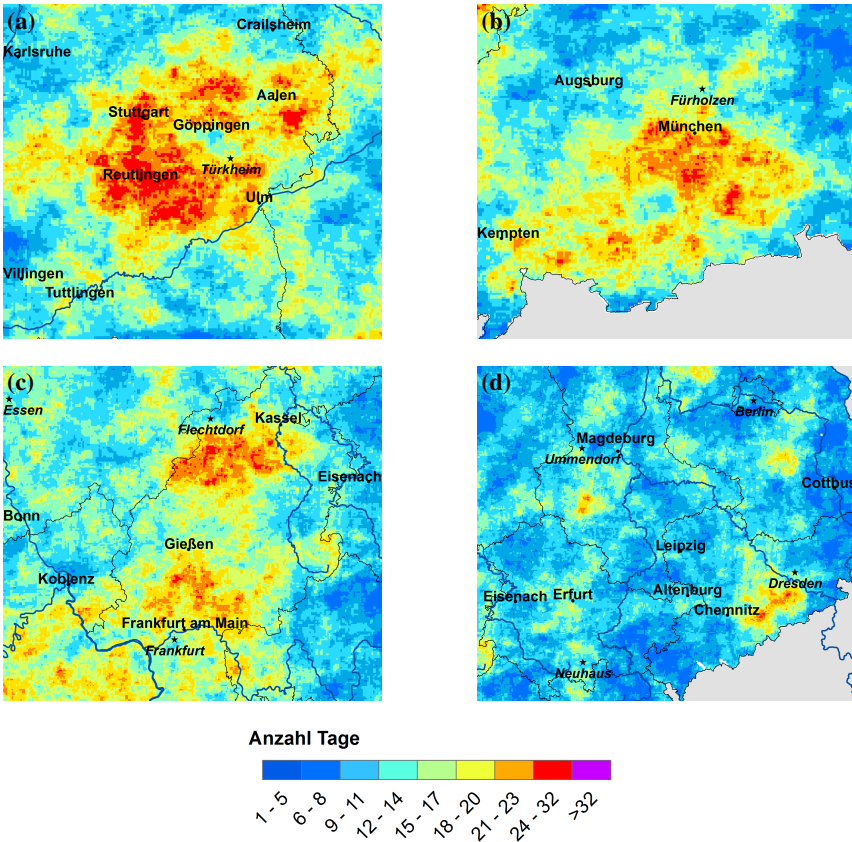 (a)
Crailsheim
Karlsruhe
Aalen
Stuttgart
Göppingen
Türkheim
Reutlingen
Ulm
Villingen
Tuttlingen
(b)
Augsburg
Fürholzen
München
Kempten
(c)
Essen
Flechtdorf
Kassel
Eisenach
Bonn
Gießen
Koblenz
Frankfurt am Main
Frankfurt
(d)
Berlin
Magdeburg
Ummendorf
Cottbus
Leipzig
Dresden
Eisenach Erfurt
Altenburg
Chemnitz
Neuhaus
Anzahl Tage
1 - 5
6 - 8
9 - 11
12 - 14
15 - 17
18 - 20
21 - 23
24 - 32
>32